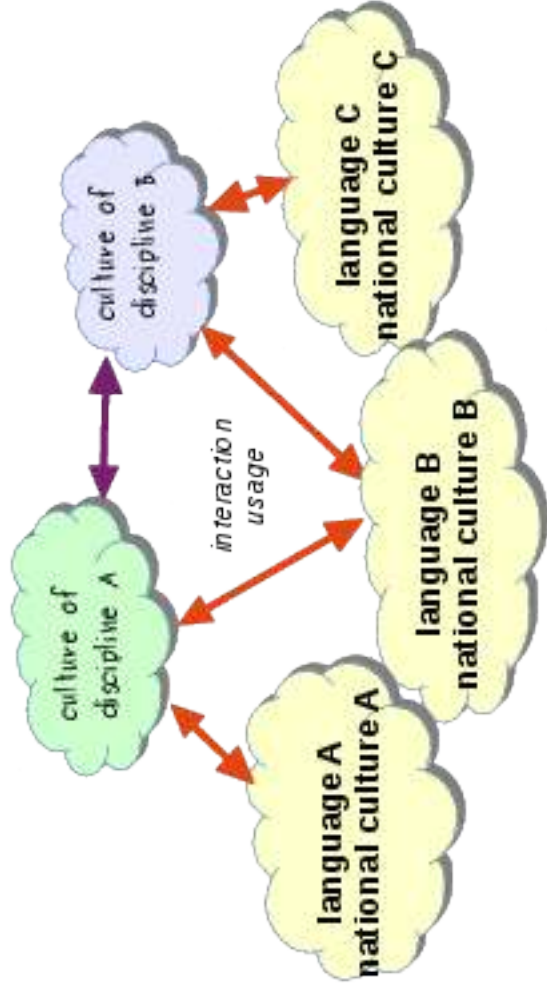 culture of
discipline A
culture of
discipline B
interaction
usage
language A
national culture A
language B
national culture B
language C
national culture C